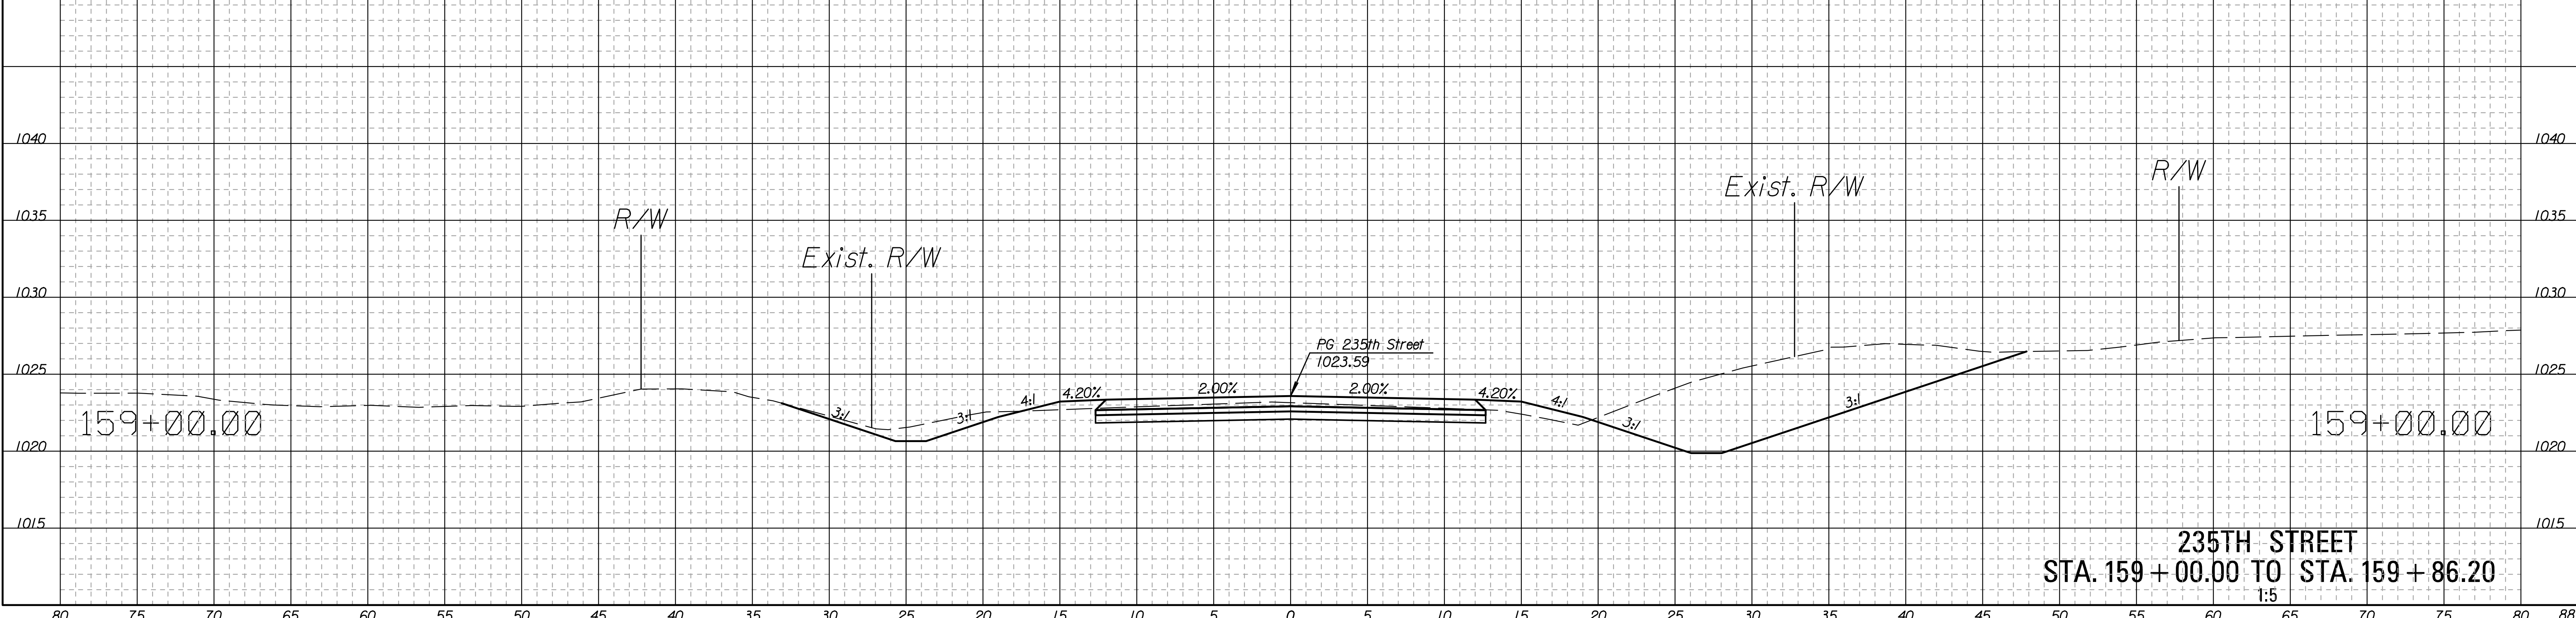 1040 1040
R/W
Exist. R/W
1035 1035
R/W
Exist. R/W
1030 1030
PG 235th Street
1023.59
1025 1025
4.20% 2.00% 2.00% 4.20%
3:1 3:1 4:1 4:1 3:1 3:1
159+00.00 159+00.00
1020 1020
1015 1015
235TH STREET
STA. 159+00.00 TO STA. 159+86.20
1:5
80 75 70 65 60 55 50 45 40 35 30 25 20 15 10 5 0 5 10 15 20 25 30 35 40 45 50 55 60 65 70 75 80 88